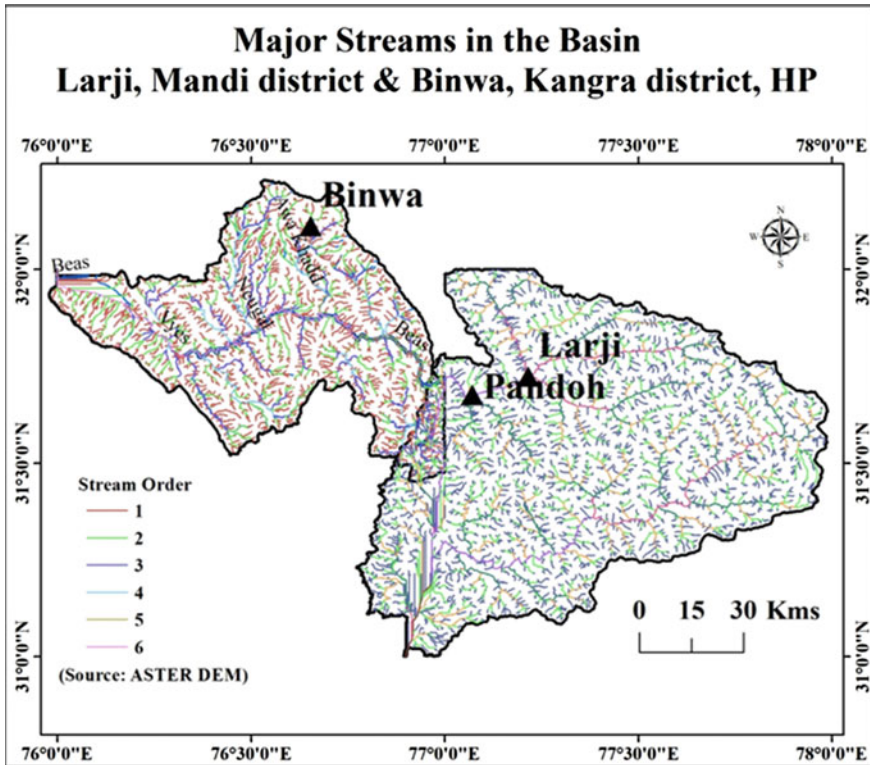 Major Streams in the Basin
Larji, Mandi district & Binwa, Kangra district, HP
76°0'0"E 76°30'0"E 77°0'0"E 77°30'0"E 78°0'0"E
N
W E
S
32°0'0"N
31°30'0"N
31°0'0"N
Binwa
Awa Khadd
Beas
Neugal
Vyes
Beas
Larji
Pandoh
Stream Order
1
2
3
4
5
6
(Source: ASTER DEM)
0 15 30 Kms
32°0'0"N
31°30'0"N
31°0'0"N
76°0'0"E 76°30'0"E 77°0'0"E 77°30'0"E 78°0'0"E